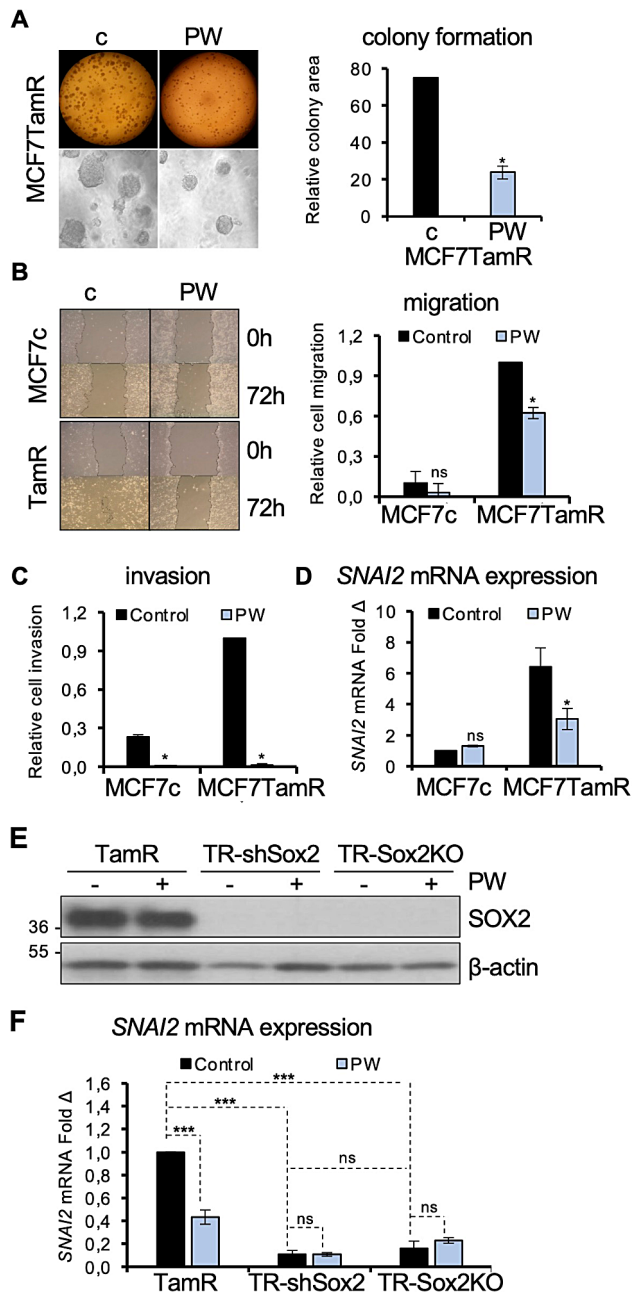 A
c PW
MCF7TamR
colony formation
Relative colony area
80
60
40
20
0
*
c PW
MCF7TamR
B
c PW
MCF7c
0h
72h
TamR
0h
72h
migration
Control PW
Relative cell migration
1,2
0,9
0,6
0,3
0,0
ns
*
MCF7c MCF7TamR
C
invasion
Control PW
Relative cell invasion
1,2
0,9
0,6
0,3
0,0
*
*
MCF7c MCF7TamR
D
SNAI2 mRNA expression
Control PW
SNAI2 mRNA Fold Δ
10
8
6
4
2
0
ns
*
MCF7c MCF7TamR
E
TamR TR-shSox2 TR-Sox2KO
- + - + - + PW
36 - SOX2
55 - β-actin
F
SNAI2 mRNA expression
Control PW
SNAI2 mRNA Fold Δ
1,6
1,4
1,2
1,0
0,8
0,6
0,4
0,2
0,0
***
***
***
ns
ns
ns
TamR TR-shSox2 TR-Sox2KO